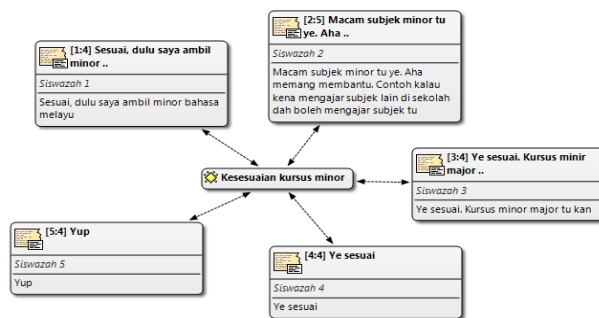 [1:4] Sesuai, dulu saya ambil
minor ..
Siswazah 1
Sesuai, dulu saya ambil minor bahasa
melayu
[2:5] Macam subjek minor tu
ye. Aha ..
Siswazah 2
Macam subjek minor tu ye. Aha
memang membantu. Contoh kalau
kena mengajar subjek lain di sekolah
dah boleh mengajar subjek tu
Kesesuaian kursus minor
[3:4] Ye sesuai. Kursus minir
major ..
Siswazah 3
Ye sesuai. Kursus minor major tu kan
[5:4] Yup
Siswazah 5
Yup
[4:4] Ye sesuai
Siswazah 4
Ye sesuai